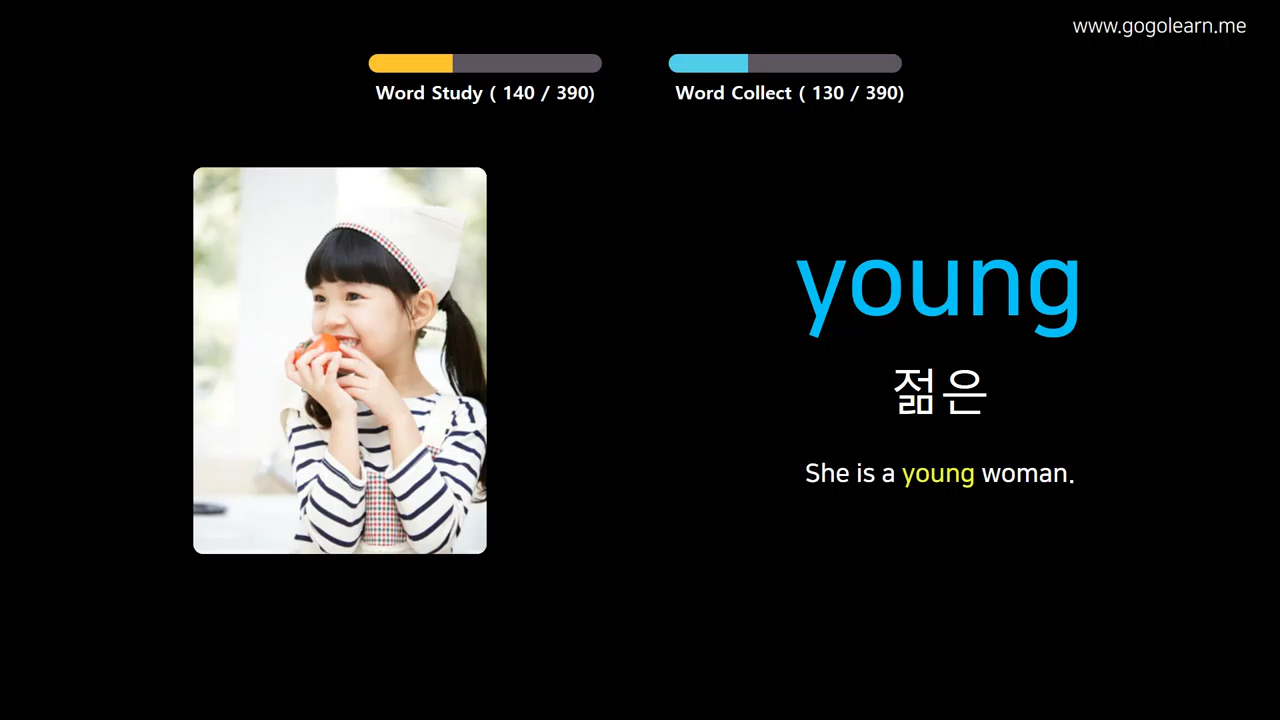 www.gogolearn.me
Word Study ( 140 / 390)
Word Collect ( 130 / 390)
young
젊은
She is a young woman.